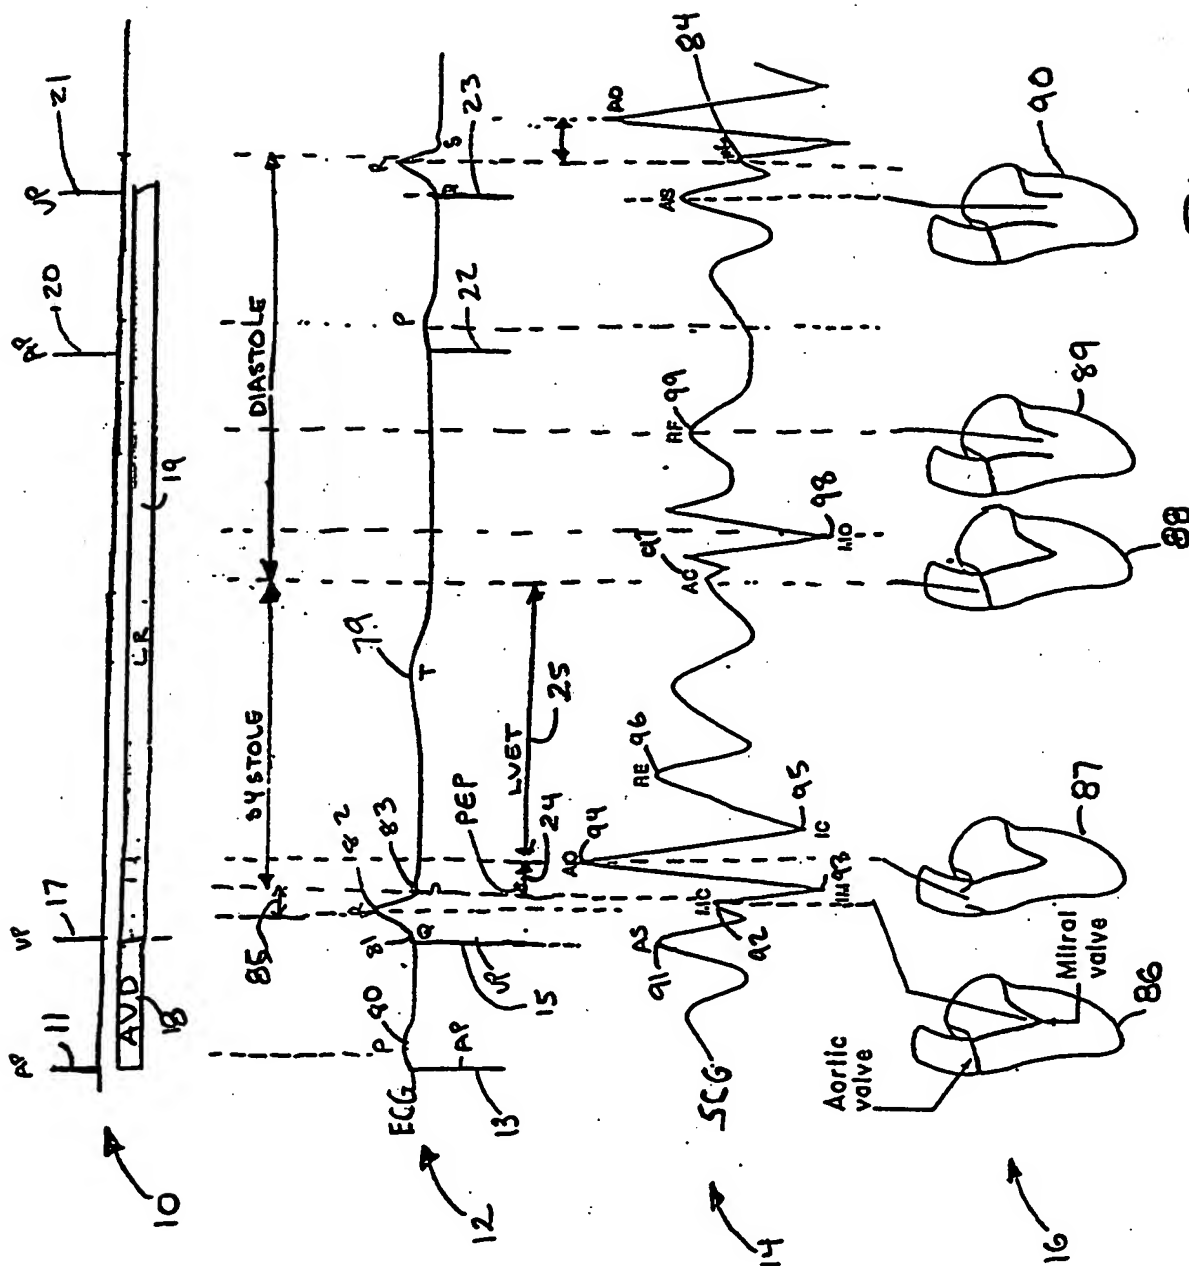 AP
11
VP
17
AP
20
VP
21
10
AVD
18
LR
19
SYSTOLE
DIASTOLE
85
82
83
ECG
P
80
81
Q
R
S
T
79
P
Q
R
S
13
AP
15
VP
22
23
12
PEP
24
LVET
25
SCG
AS
91
MC
92
IM
93
AO
94
IC
95
RE
96
AC
97
MO
98
RF
99
AS
84
AO
14
Aortic
valve
Mitral
valve
86
87
88
89
90
16